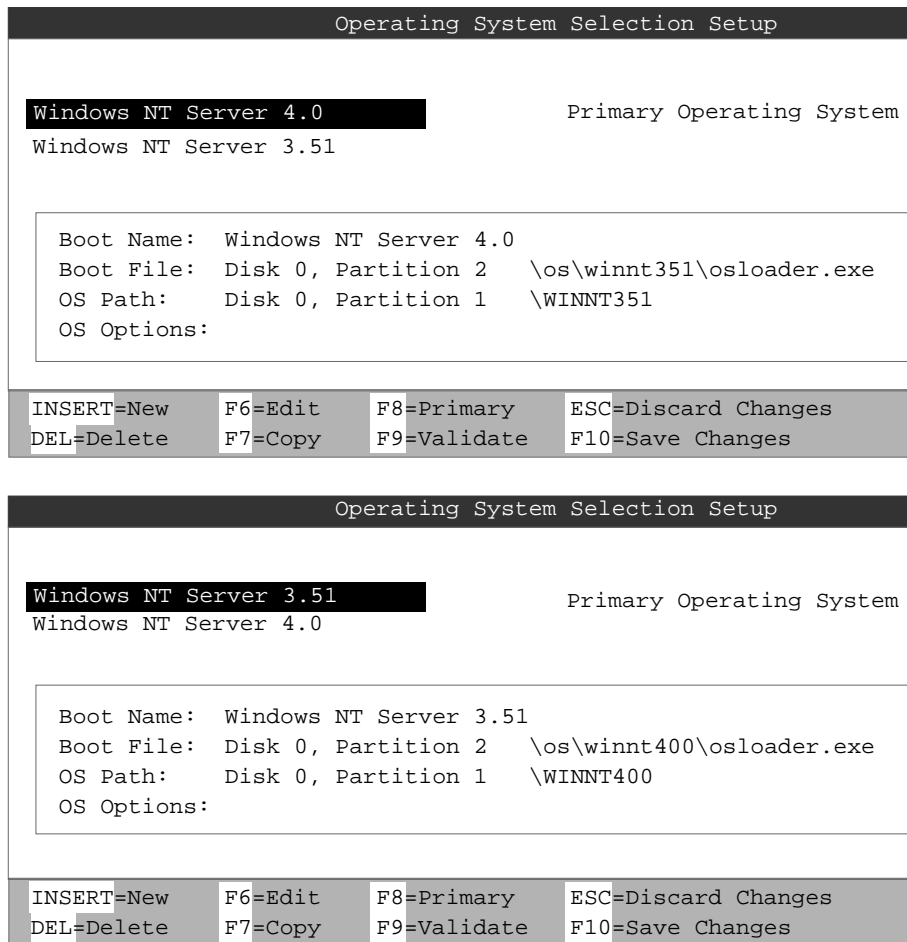 Operating System Selection Setup
Windows NT Server 4.0 Primary Operating System
Windows NT Server 3.51
Boot Name: Windows NT Server 4.0
Boot File: Disk 0, Partition 2 \os\winnt351\osloader.exe
OS Path: Disk 0, Partition 1 \WINNT351
OS Options:
INSERT=New F6=Edit F8=Primary ESC=Discard Changes
DEL=Delete F7=Copy F9=Validate F10=Save Changes
Operating System Selection Setup
Windows NT Server 3.51 Primary Operating System
Windows NT Server 4.0
Boot Name: Windows NT Server 3.51
Boot File: Disk 0, Partition 2 \os\winnt400\osloader.exe
OS Path: Disk 0, Partition 1 \WINNT400
OS Options:
INSERT=New F6=Edit F8=Primary ESC=Discard Changes
DEL=Delete F7=Copy F9=Validate F10=Save Changes